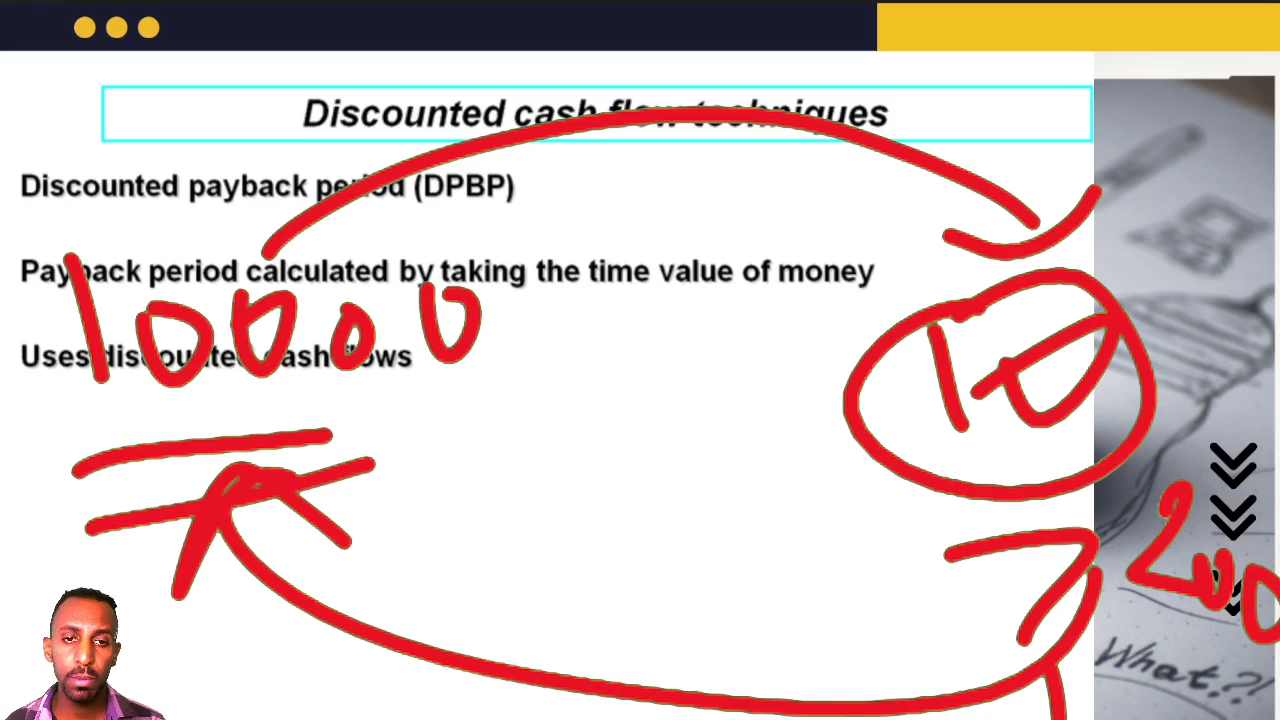 Discounted cash flow techniques
Discounted payback period (DPBP)
Payback period calculated by taking the time value of money
10000
Uses discounted cash flows
200
What?!